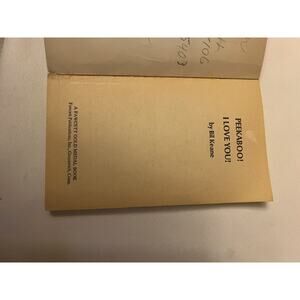 PEEKABOO!
I LOVE YOU!
by Bil Keane
A FAWCETT GOLD MEDAL BOOK
Fawcett Publications, Inc., Greenwich, Conn.